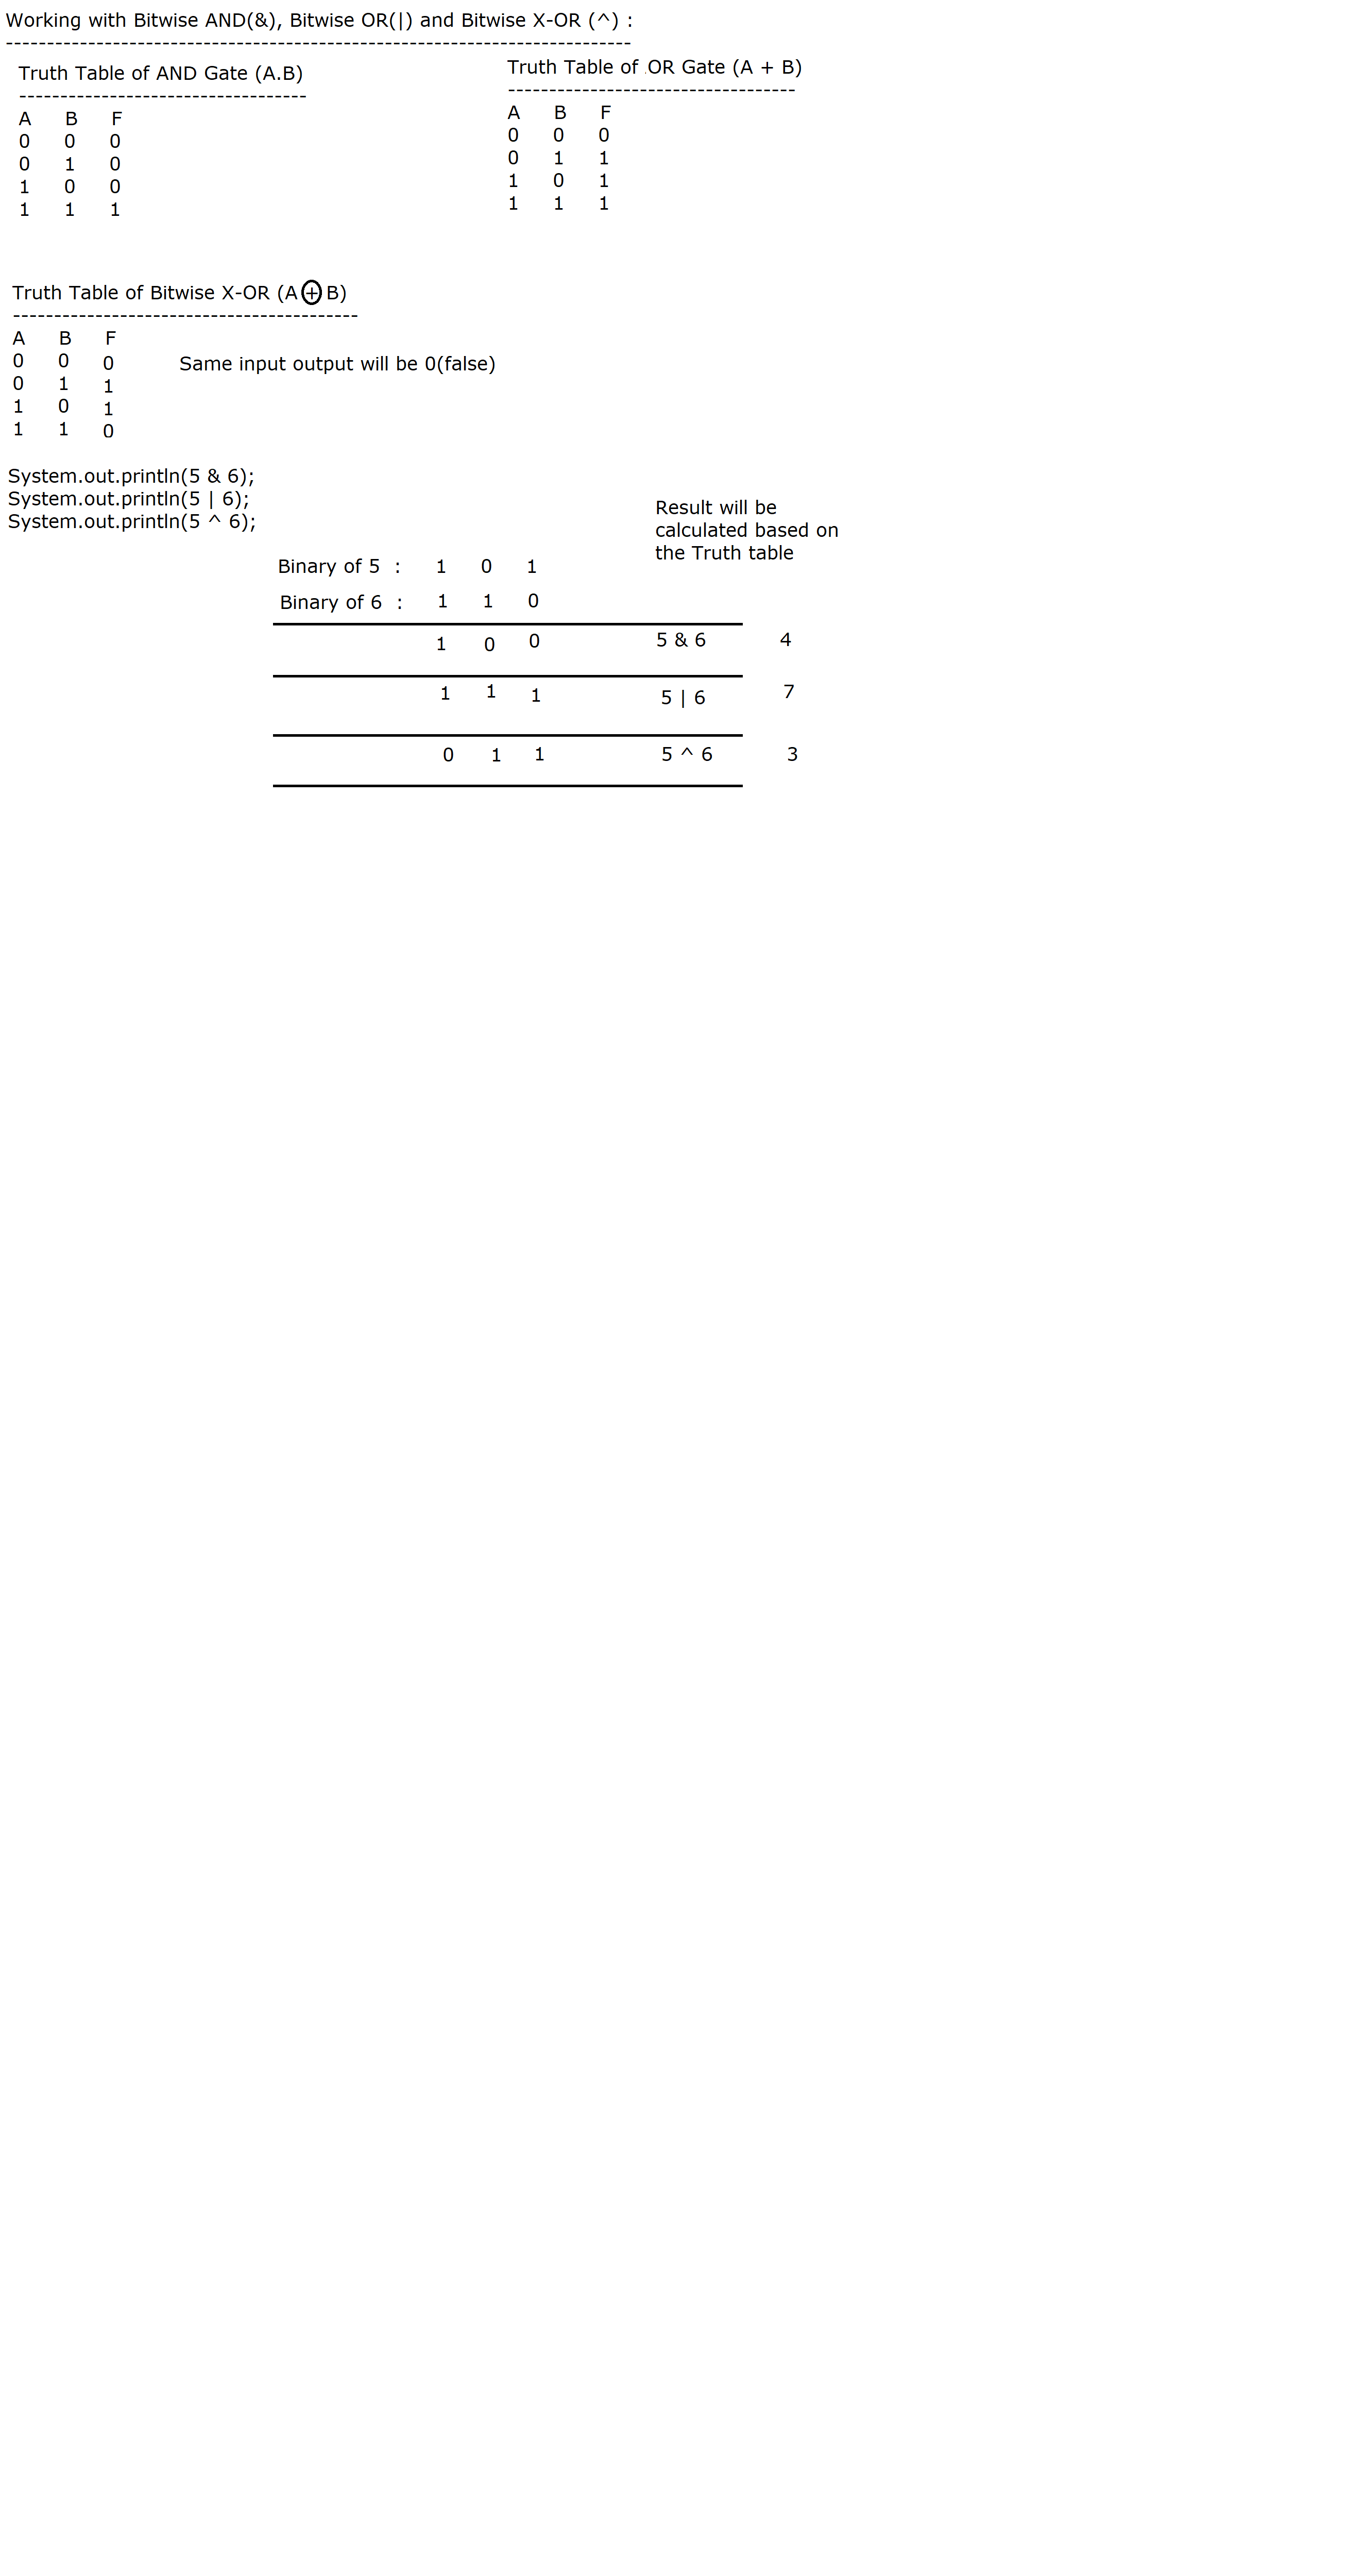 Working with Bitwise AND(&), Bitwise OR(|) and Bitwise X-OR (^) :
----------------------------------------------------------------------------
Truth Table of AND Gate (A.B)
-----------------------------------
A B F
0 0 0
0 1 0
1 0 0
1 1 1
Truth Table of OR Gate (A + B)
-----------------------------------
A B F
0 0 0
0 1 1
1 0 1
1 1 1
Truth Table of Bitwise X-OR (A + B)
------------------------------------------
A B F
0 0 0
0 1 1
1 0 1
1 1 0
Same input output will be 0(false)
System.out.println(5 & 6);
System.out.println(5 | 6);
System.out.println(5 ^ 6);
Result will be
calculated based on
the Truth table
Binary of 5 : 1 0 1
Binary of 6 : 1 1 0
1 0 0 5 & 6 4
1 1 1 5 | 6 7
0 1 1 5 ^ 6 3